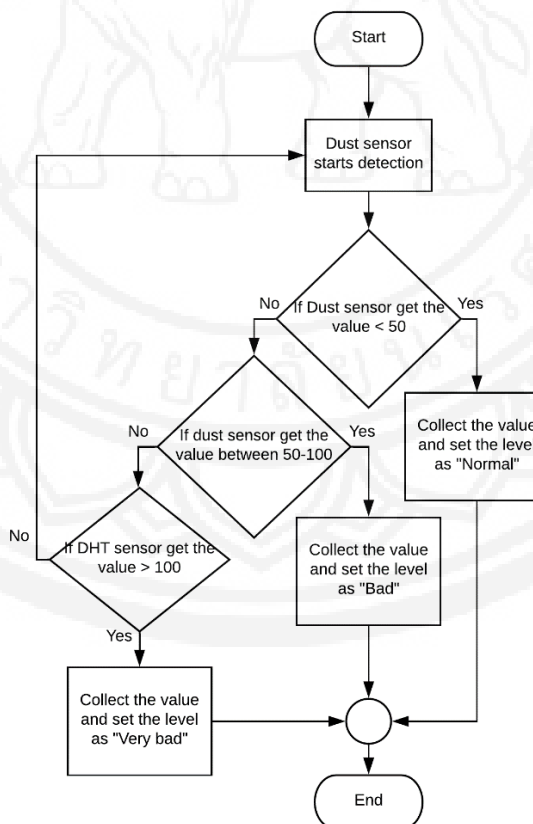 Start
Dust sensor
starts detection
No
If Dust sensor get the
value < 50
Yes
No
If dust sensor get the
value between 50-100
Yes
Collect the value
and set the level
as "Normal"
No
If DHT sensor get the
value > 100
Collect the value
and set the level
as "Bad"
Yes
Collect the value
and set the level
as "Very bad"
End